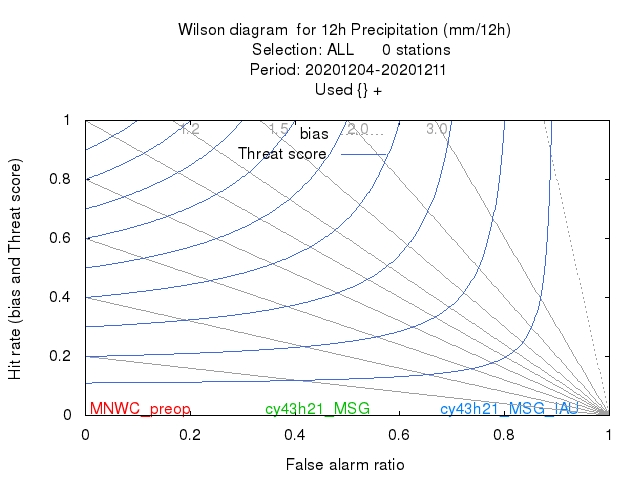 Wilson diagram  for 12h Precipitation (mm/12h)
Selection: ALL      0 stations
Period: 20201204-20201211
Used {} +
Hit rate (bias and Threat score)
1
0.8
0.6
0.4
0.2
0
1.2
1.5
2.0
3.0
bias
Threat score
MNWC_preop
cy43h21_MSG
cy43h21_MSG_IAU
0
0.2
0.4
0.6
0.8
1
False alarm ratio